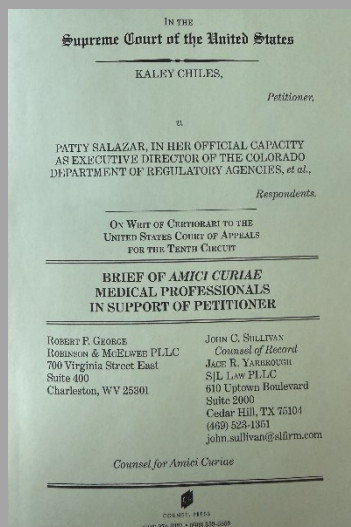 IN THE
Supreme Court of the United States
KALEY CHILES,
Petitioner,
v.
PATTY SALAZAR, IN HER OFFICIAL CAPACITY
AS EXECUTIVE DIRECTOR OF THE COLORADO
DEPARTMENT OF REGULATORY AGENCIES, et al.,
Respondents.
ON WRIT OF CERTIORARI TO THE
UNITED STATES COURT OF APPEALS
FOR THE TENTH CIRCUIT
BRIEF OF AMICI CURIAE
MEDICAL PROFESSIONALS
IN SUPPORT OF PETITIONER
ROBERT P. GEORGE
ROBINSON & MCELWEE PLLC
700 Virginia Street East
Suite 400
Charleston, WV 25301
JOHN C. SULLIVAN
Counsel of Record
JACE R. YARBROUGH
S|L LAW PLLC
610 Uptown Boulevard
Suite 2000
Cedar Hill, TX 75104
(469) 523-1351
john.sullivan@slfirm.com
Counsel for Amici Curiae